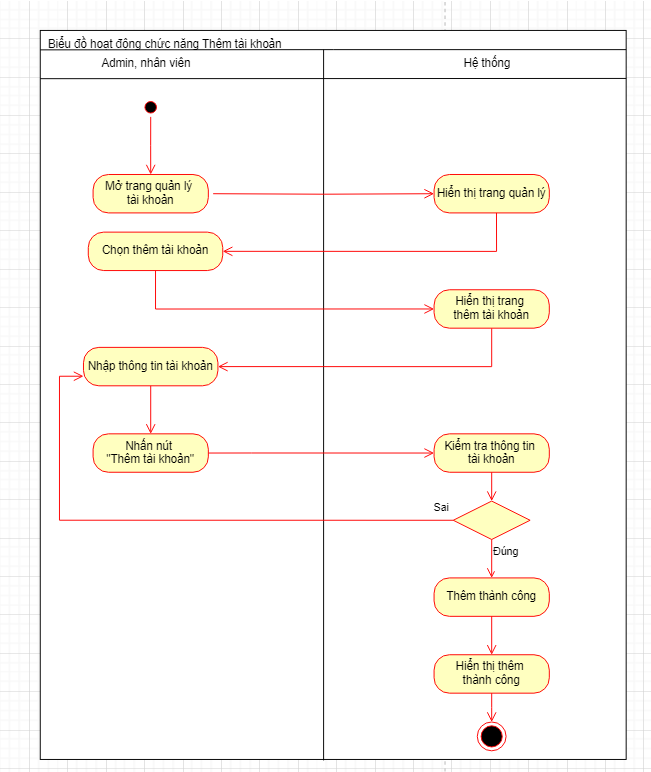 Biểu đồ hoạt động chức năng Thêm tài khoản
Admin, nhân viên
Hệ thống
Mở trang quản lý
tài khoản
Hiển thị trang quản lý
Chọn thêm tài khoản
Hiển thị trang
thêm tài khoản
Nhập thông tin tài khoản
Nhấn nút
"Thêm tài khoản"
Kiểm tra thông tin
tài khoản
Sai
Đúng
Thêm thành công
Hiển thị thêm
thành công